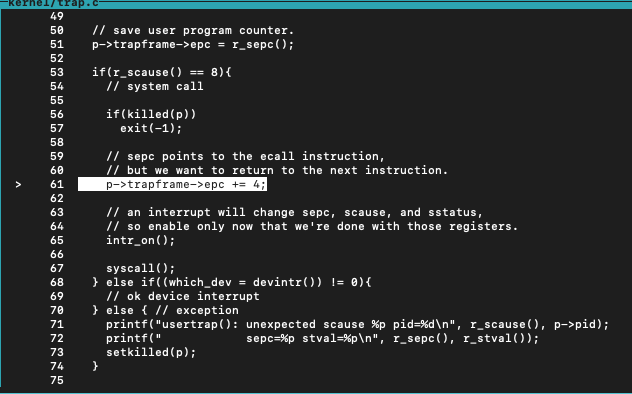 kernel/trap.c
49
50 // save user program counter.
51 p->trapframe->epc = r_sepc();
52
53 if(r_scause() == 8){
54 // system call
55
56 if(killed(p))
57 exit(-1);
58
59 // sepc points to the ecall instruction,
60 // but we want to return to the next instruction.
> 61 p->trapframe->epc += 4;
62
63 // an interrupt will change sepc, scause, and sstatus,
64 // so enable only now that we're done with those registers.
65 intr_on();
66
67 syscall();
68 } else if((which_dev = devintr()) != 0){
69 // ok device interrupt
70 } else { // exception
71 printf("usertrap(): unexpected scause %p pid=%d\n", r_scause(), p->pid);
72 printf("            sepc=%p stval=%p\n", r_sepc(), r_stval());
73 setkilled(p);
74 }
75